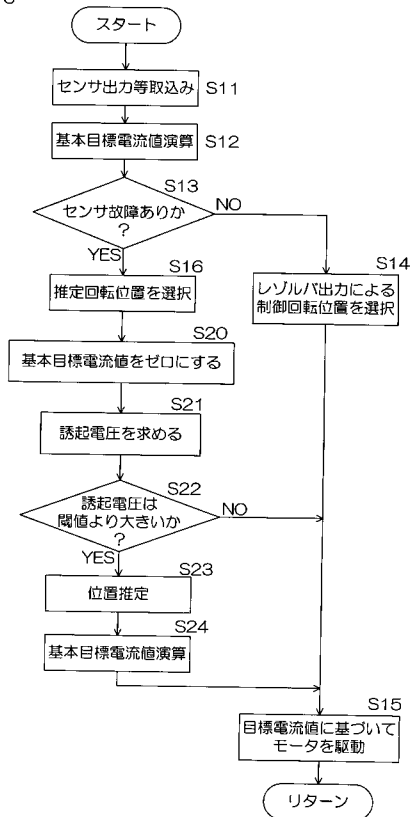 スタート
センサ出力等取込み S11
基本目標電流値演算 S12
S13
センサ故障ありか
?
NO
YES
S16
推定回転位置を選択
S14
レゾルバ出力による
制御回転位置を選択
S20
基本目標電流値をゼロにする
S21
誘起電圧を求める
S22
誘起電圧は
閾値より大きいか
?
NO
YES
S23
位置推定
S24
基本目標電流値演算
S15
目標電流値に基づいて
モータを駆動
リターン